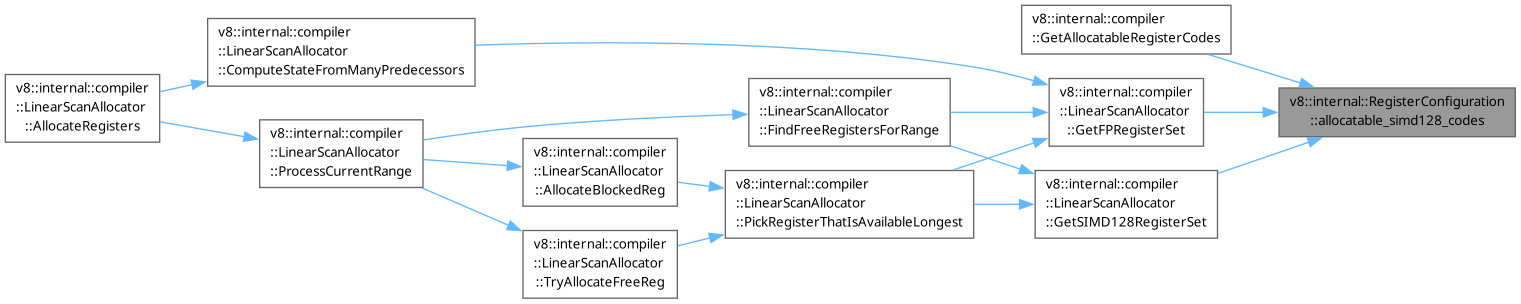 v8::internal::compiler
::LinearScanAllocator
::AllocateRegisters
v8::internal::compiler
::LinearScanAllocator
::ComputeStateFromManyPredecessors
v8::internal::compiler
::LinearScanAllocator
::ProcessCurrentRange
v8::internal::compiler
::LinearScanAllocator
::AllocateBlockedReg
v8::internal::compiler
::LinearScanAllocator
::TryAllocateFreeReg
v8::internal::compiler
::LinearScanAllocator
::FindFreeRegistersForRange
v8::internal::compiler
::LinearScanAllocator
::PickRegisterThatIsAvailableLongest
v8::internal::compiler
::GetAllocatableRegisterCodes
v8::internal::compiler
::LinearScanAllocator
::GetFPRegisterSet
v8::internal::compiler
::LinearScanAllocator
::GetSIMD128RegisterSet
v8::internal::RegisterConfiguration
::allocatable_simd128_codes